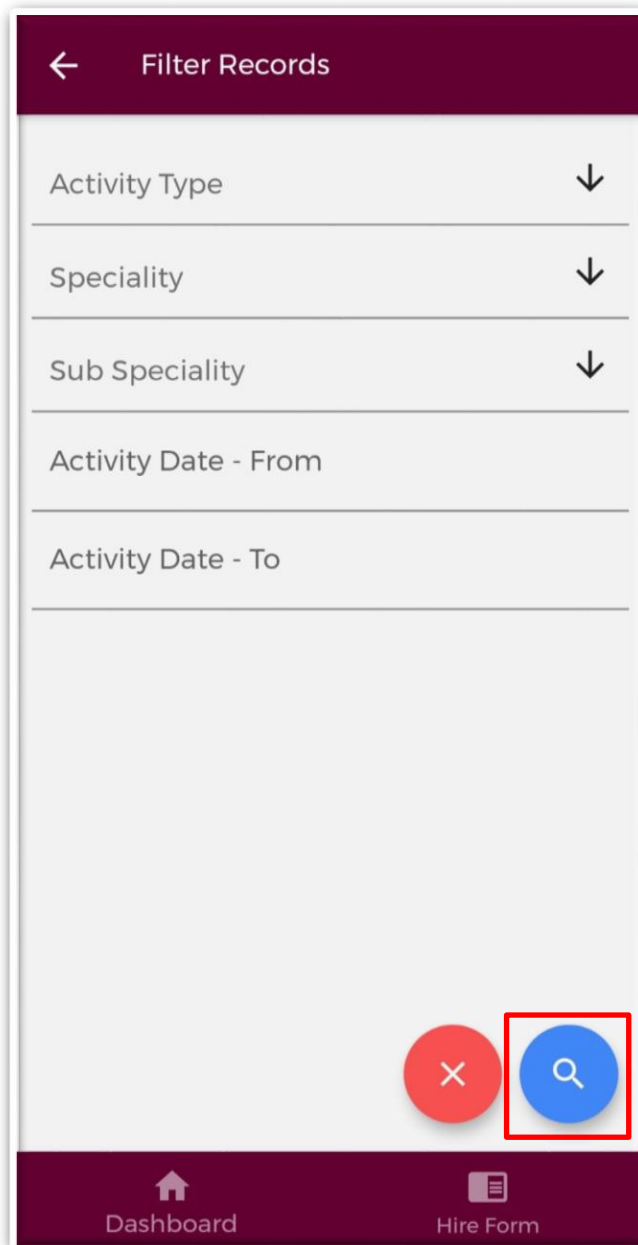 Filter Records
Activity Type
Speciality
Sub Speciality
Activity Date - From
Activity Date - To
Dashboard
Hire Form